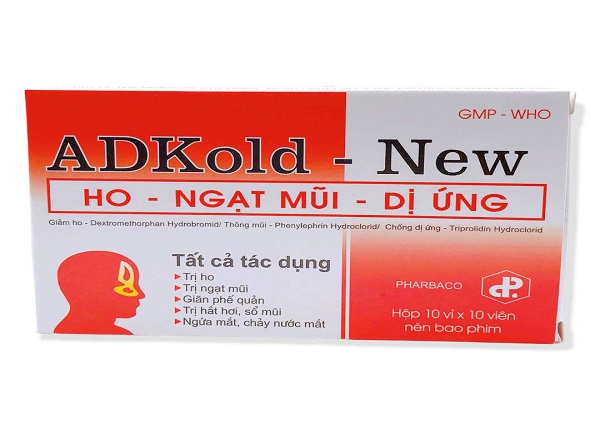 GMP - WHO
ADKold - New
HO - NGẠT MŨI - DỊ ỨNG
Giảm ho - Dextromethorphan Hydrobromid/ Thông mũi - Phenylephrin Hydroclorid/ Chống dị ứng - Triprolidin Hydroclorid
Tất cả tác dụng
Trị ho
Trị ngạt mũi
Giãn phế quản
Trị hắt hơi, sổ mũi
Ngứa mắt, chảy nước mắt
PHARBACO
Hộp 10 vỉ x 10 viên
nén bao phim